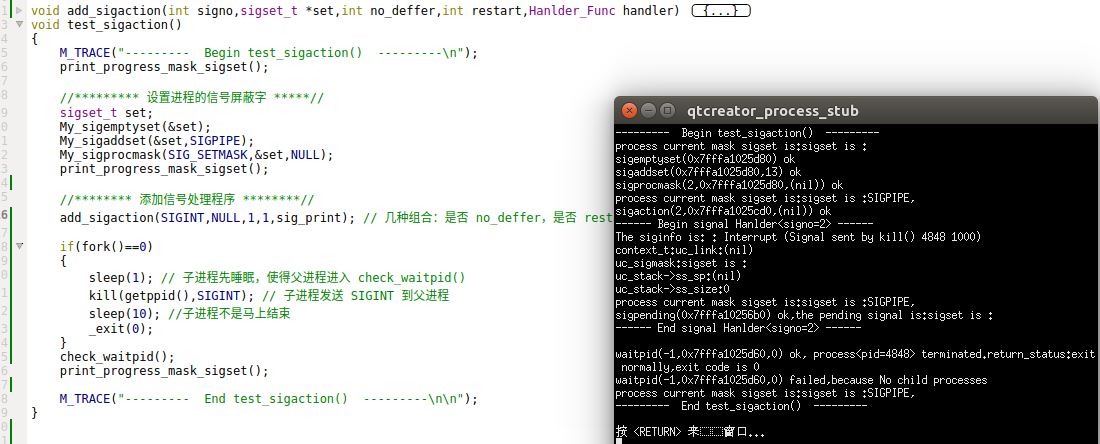 void add_sigaction(int signo,sigset_t *set,int no_deffer,int restart,Hanlder_Func handler) {...}
void test_sigaction()
{
M_TRACE("---------  Begin test_sigaction()  ---------\n");
print_progress_mask_sigset();
//********* 设置进程的信号屏蔽字 *****//
sigset_t set;
My_sigemptyset(&set);
My_sigaddset(&set,SIGPIPE);
My_sigprocmask(SIG_SETMASK,&set,NULL);
print_progress_mask_sigset();
//******** 添加信号处理程序 ********//
add_sigaction(SIGINT,NULL,1,1,sig_print); // 几种组合：是否 no_deffer，是否 rest
if(fork()==0)
{
sleep(1); // 子进程先睡眠，使得父进程进入 check_waitpid()
kill(getppid(),SIGINT); // 子进程发送 SIGINT 到父进程
sleep(10); //子进程不是马上结束
_exit(0);
}
check_waitpid();
print_progress_mask_sigset();
M_TRACE("---------  End test_sigaction()  ---------\n\n");
}
qtcreator_process_stub
---------  Begin test_sigaction()  ---------
process current mask sigset is:sigset is :
sigemptyset(0x7fffa1025d80) ok
sigaddset(0x7fffa1025d80,13) ok
sigprocmask(2,0x7fffa1025d80,(nil)) ok
process current mask sigset is:sigset is :SIGPIPE,
sigaction(2,0x7fffa1025cd0,(nil)) ok
------ Begin signal Hanlder<signo=2> ------
The siginfo is: : Interrupt (Signal sent by kill() 4848 1000)
context_t:uc_link:(nil)
uc_sigmask:sigset is :
uc_stack->ss_sp:(nil)
uc_stack->ss_size:0
process current mask sigset is:sigset is :SIGPIPE,
sigpending(0x7fffa10256b0) ok,the pending signal is:sigset is :
------ End signal Hanlder<signo=2> ------
waitpid(-1,0x7fffa1025d60,0) ok, process<pid=4848> terminated.return_status:exit
normally,exit code is 0
waitpid(-1,0x7fffa1025d60,0) failed,because No child processes
process current mask sigset is:sigset is :SIGPIPE,
---------  End test_sigaction()  ---------
按 <RETURN> 来窗口...